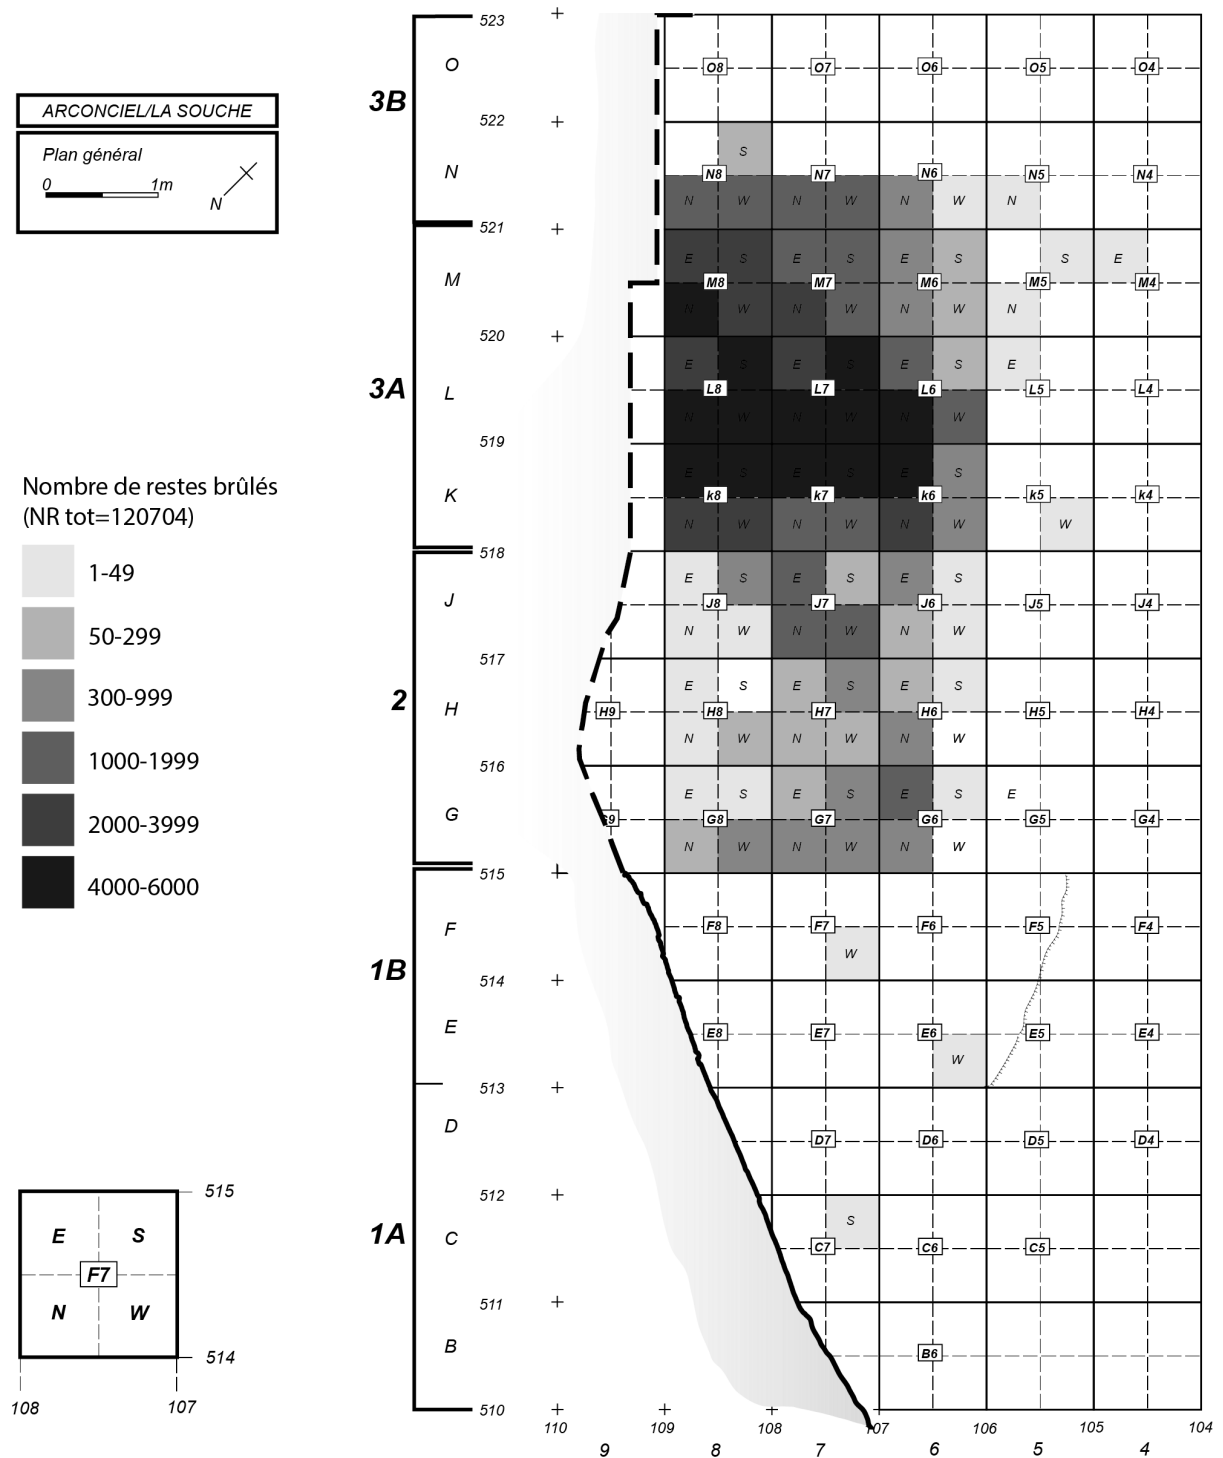 ARCONCIEL/LA SOUCHE
Plan général
0 1m
N
Nombre de restes brûlés
(NR tot=120704)
1-49
50-299
300-999
1000-1999
2000-3999
4000-6000
E S
F7
N W
515
514
108 107
3B
3A
2
1B
1A
523
O
522
N
521
M
520
L
519
K
518
J
517
H
516
G
515
F
514
E
513
D
512
C
511
B
510
O8 O7 O6 O5 O4
S
N8 N7 N6 N5 N4
N W N W N W N
E S E S E S S E
M8 M7 M6 M5 M4
N W N W N W N
E S E S E S E
L8 L7 L6 L5 L4
N W N W N W
E S E S E S
k8 k7 k6 k5 k4
N W N W N W W
E S E S E S
J8 J7 J6 J5 J4
N W N W N W
E S E S E S
H9 H8 H7 H6 H5 H4
N W N W N W
E S E S E S E
G8 G7 G6 G5 G4
N W N W N W
F8 F7 F6 F5 F4
W
E8 E7 E6 E5 E4
W
D7 D6 D5 D4
S
C7 C6 C5
B6
110 109 108 106 105 104
9 8 7 6 5 4